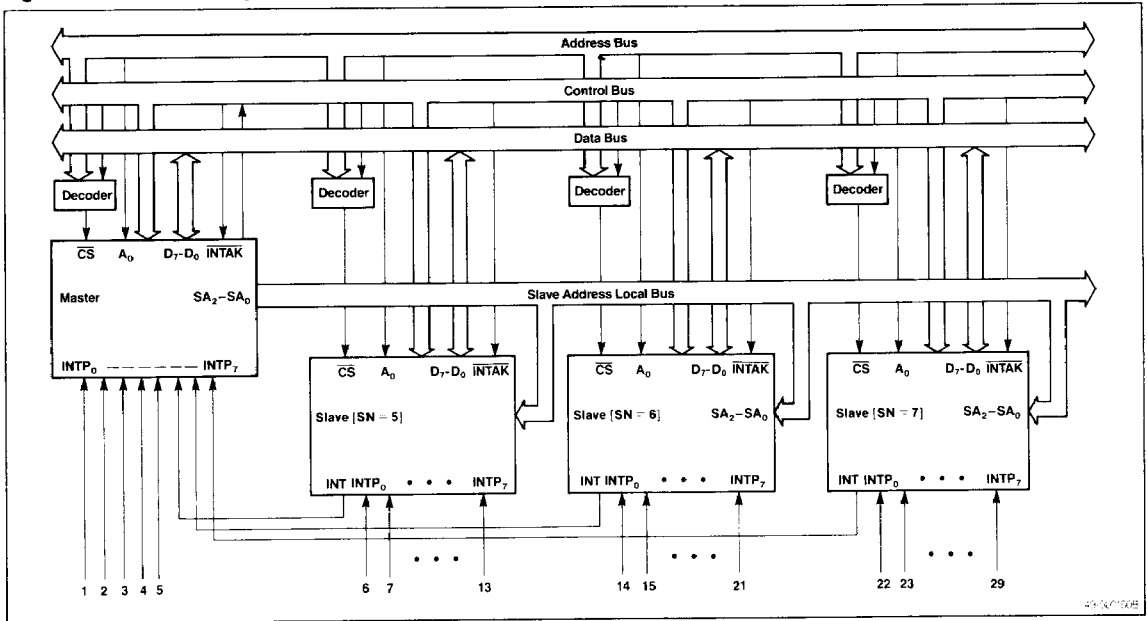 Address Bus
Control Bus
Data Bus
Decoder
Decoder
Decoder
Decoder
CS A₀ D₇-D₀ INTAK
Master SA₂-SA₀
Slave Address Local Bus
INTP₀ INTP₇
CS A₀ D₇-D₀ INTAK
CS A₀ D₇-D₀ INTAK
CS A₀ D₇-D₀ INTAK
Slave [SN = 5]
Slave [SN = 6] SA₂-SA₀
Slave [SN = 7] SA₂-SA₀
INT INTP₀ • • • INTP₇
INT INTP₀ • • • INTP₇
INT INTP₀ • • • INTP₇
1 2 3 4 5
6 7 • • • 13
14 15 • • • 21
22 23 • • • 29